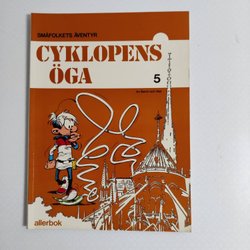 SMÅFOLKETS ÄVENTYR
CYKLOPENS
ÖGA
5
allerbok